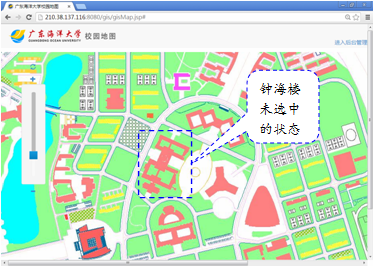 广东海洋大学校园地图
210.38.137.116:8080/rgis/gisMap.jsp#
广东海洋大学 校园地图
GUANGDONG OCEAN UNIVERSITY
进入后台管理
钟海楼
未选中
的状态